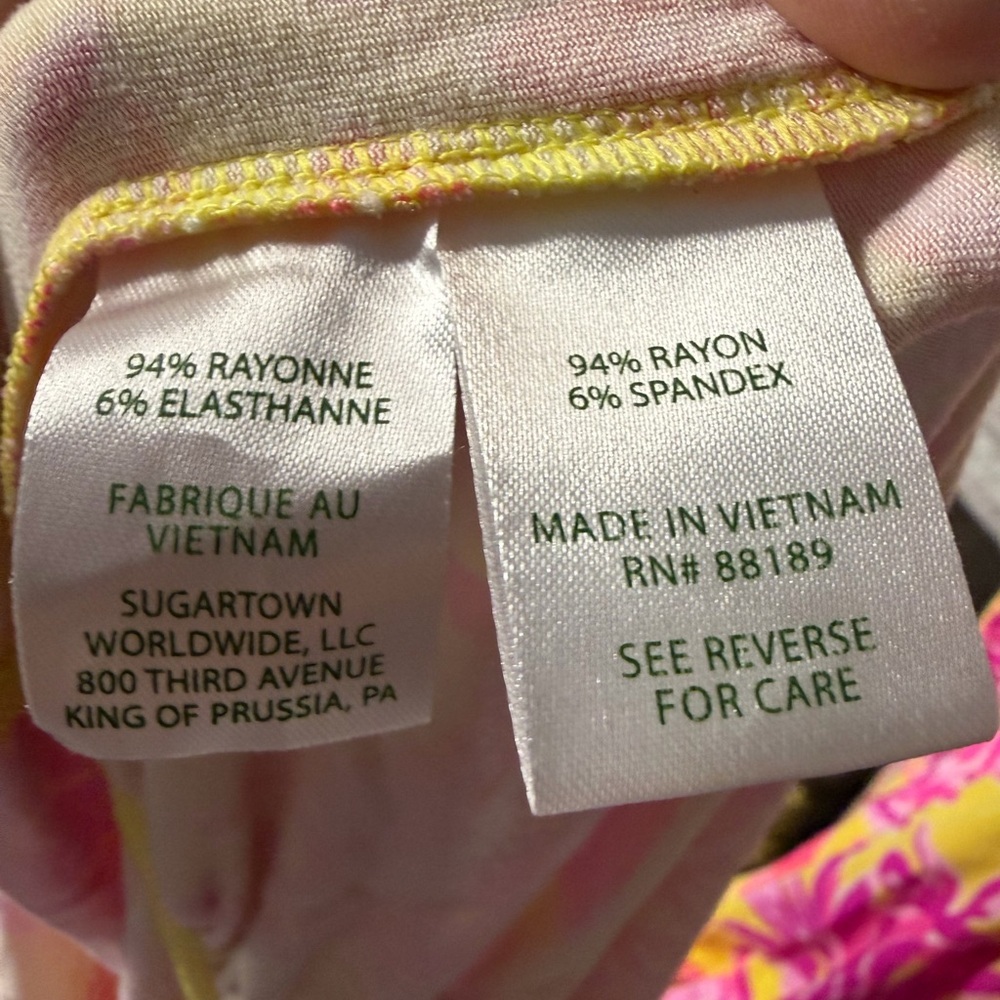 94% RAYONNE
6% ELASTHANNE
FABRIQUE AU
VIETNAM
SUGARTOWN
WORLDWIDE, LLC
800 THIRD AVENUE
KING OF PRUSSIA, PA
94% RAYON
6% SPANDEX
MADE IN VIETNAM
RN# 88189
SEE REVERSE
FOR CARE